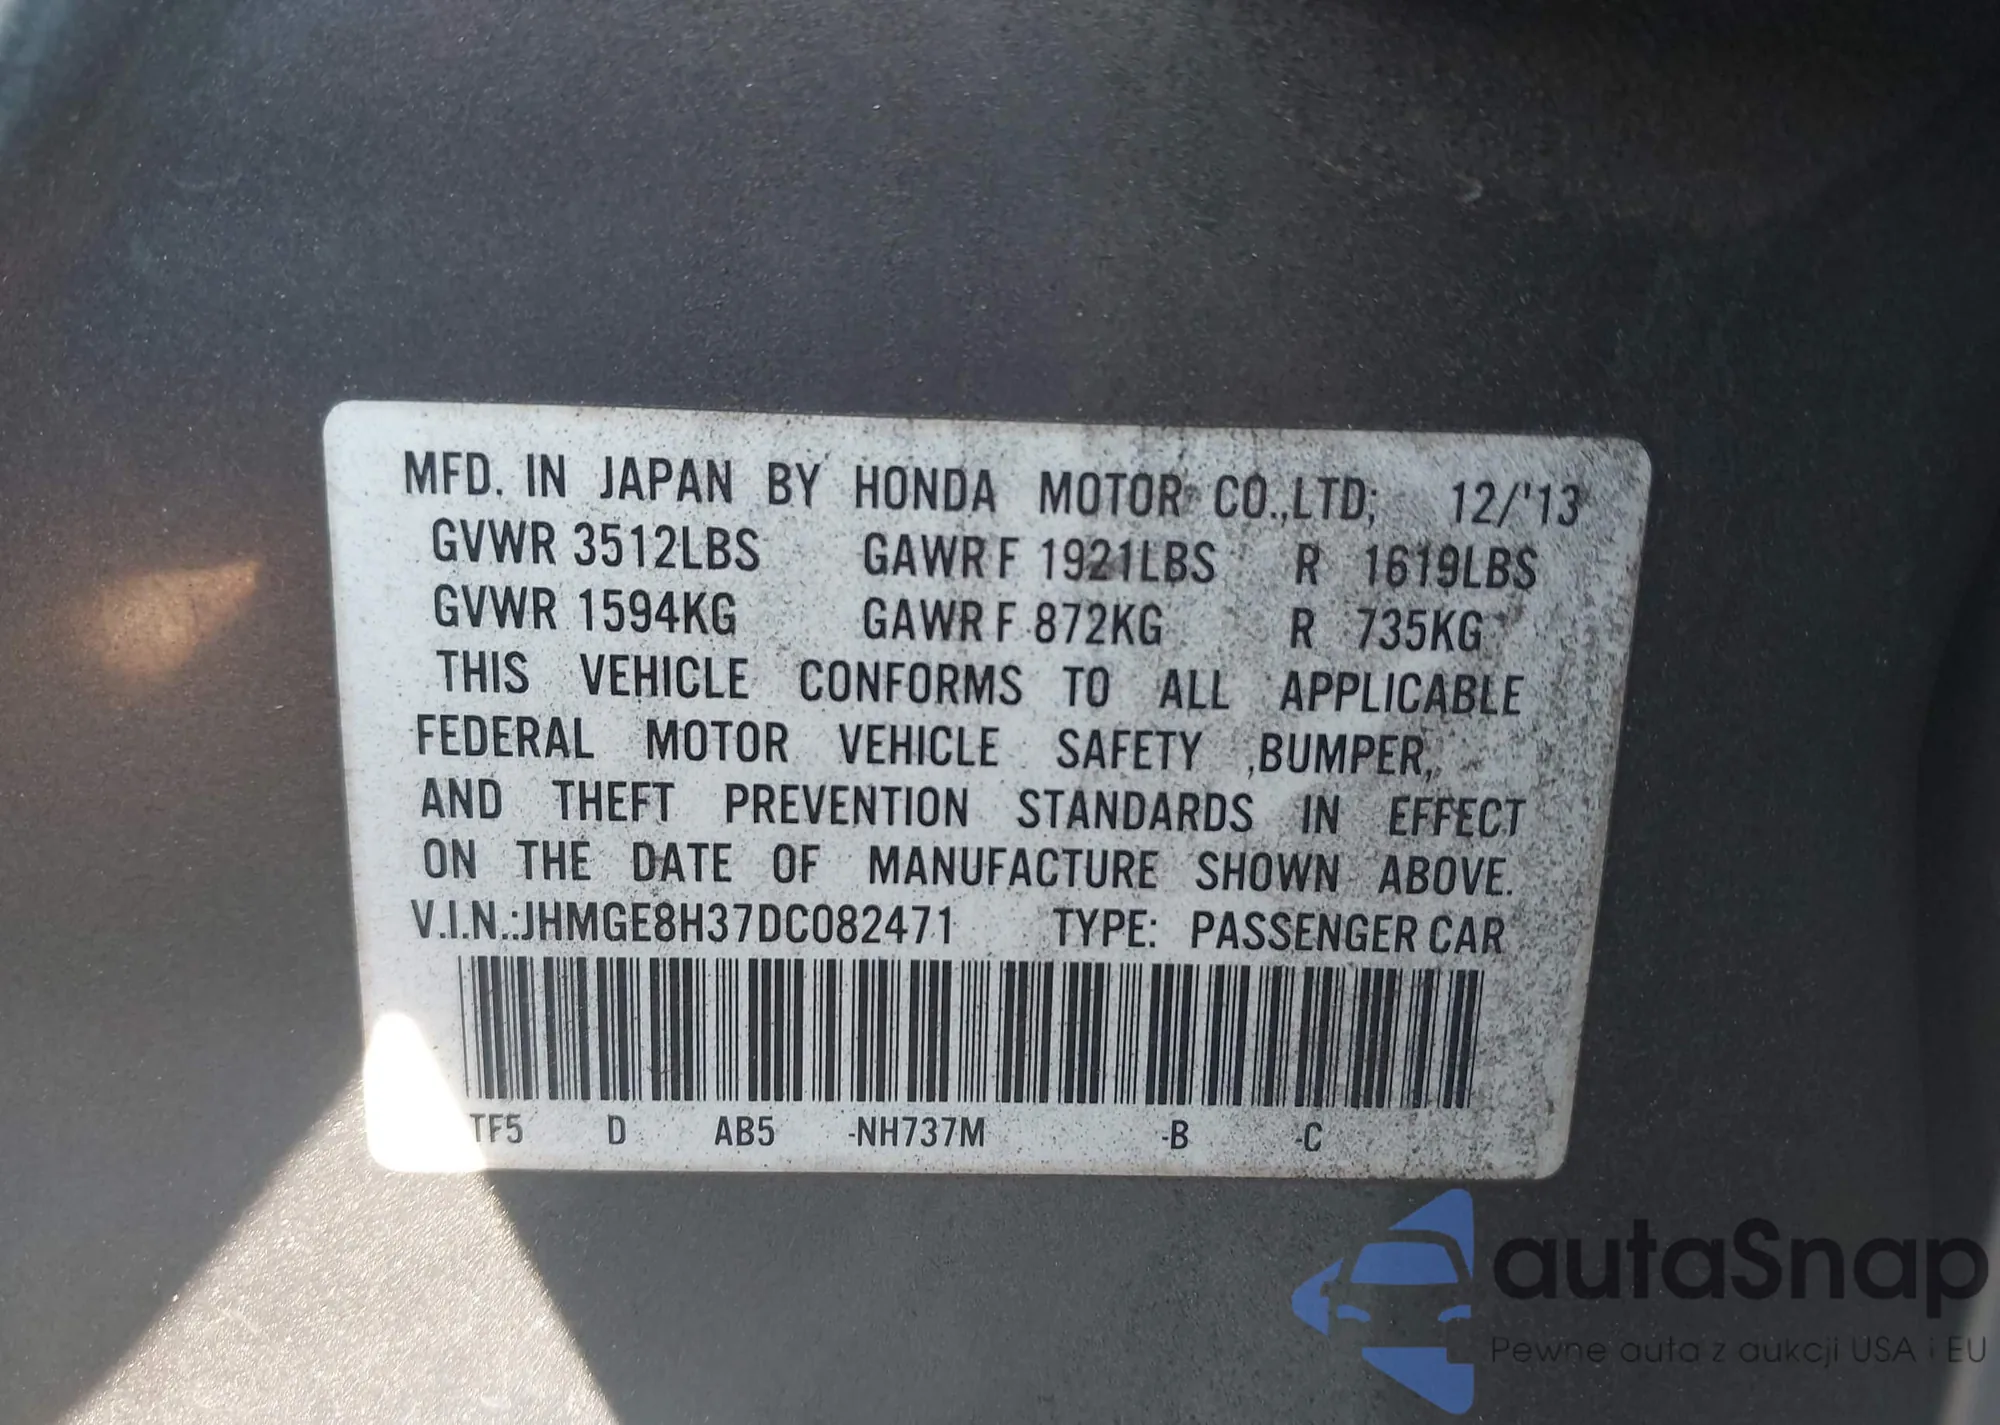 MFD. IN JAPAN BY HONDA MOTOR CO.,LTD; 12/'13
GVWR 3512LBS GAWR F 1921LBS R 1619LBS
GVWR 1594KG GAWR F 872KG R 735KG
THIS VEHICLE CONFORMS TO ALL APPLICABLE
FEDERAL MOTOR VEHICLE SAFETY ,BUMPER,
AND THEFT PREVENTION STANDARDS IN EFFECT
ON THE DATE OF MANUFACTURE SHOWN ABOVE.
V.I.N.:JHMGE8H37DC082471 TYPE: PASSENGER CAR
TF5 D AB5 -NH737M -B -C
autaSnap
Pewne auta z aukcji USA i EU